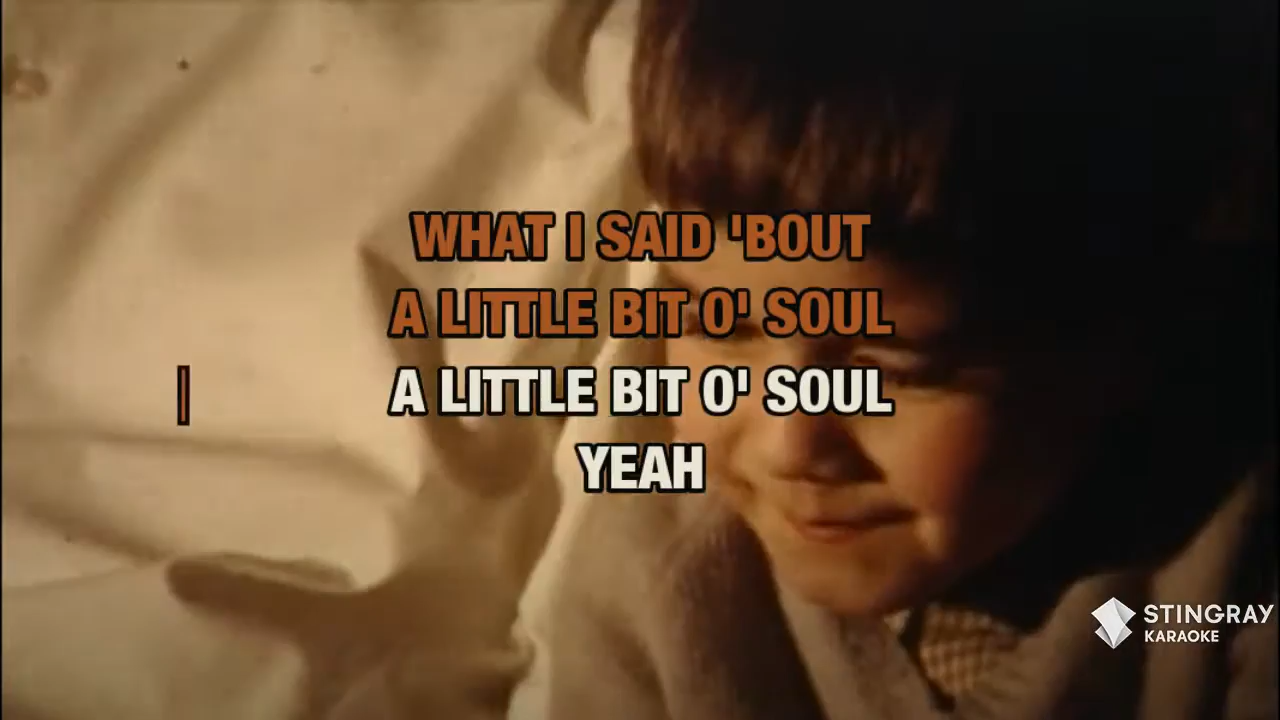 WHAT I SAID 'BOUT
A LITTLE BIT O' SOUL
A LITTLE BIT O' SOUL
YEAH
STINGRAY
KARAOKE